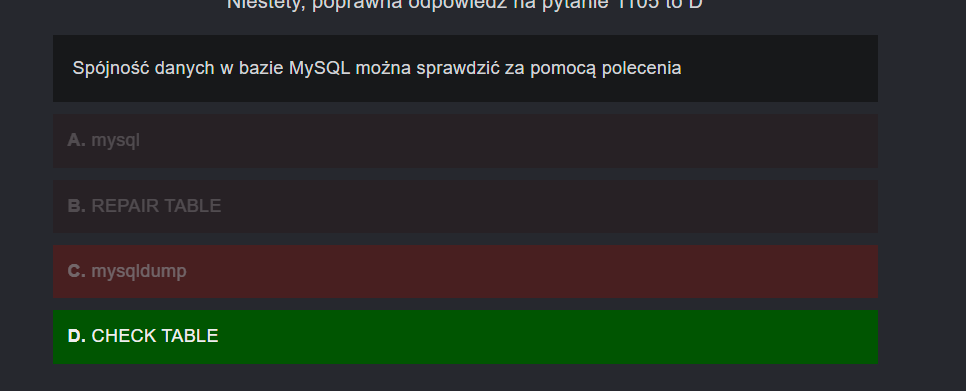 Niestety, poprawna odpowiedź na pytanie 1105 to D
Spójność danych w bazie MySQL można sprawdzić za pomocą polecenia
A. mysql
B. REPAIR TABLE
C. mysqldump
D. CHECK TABLE